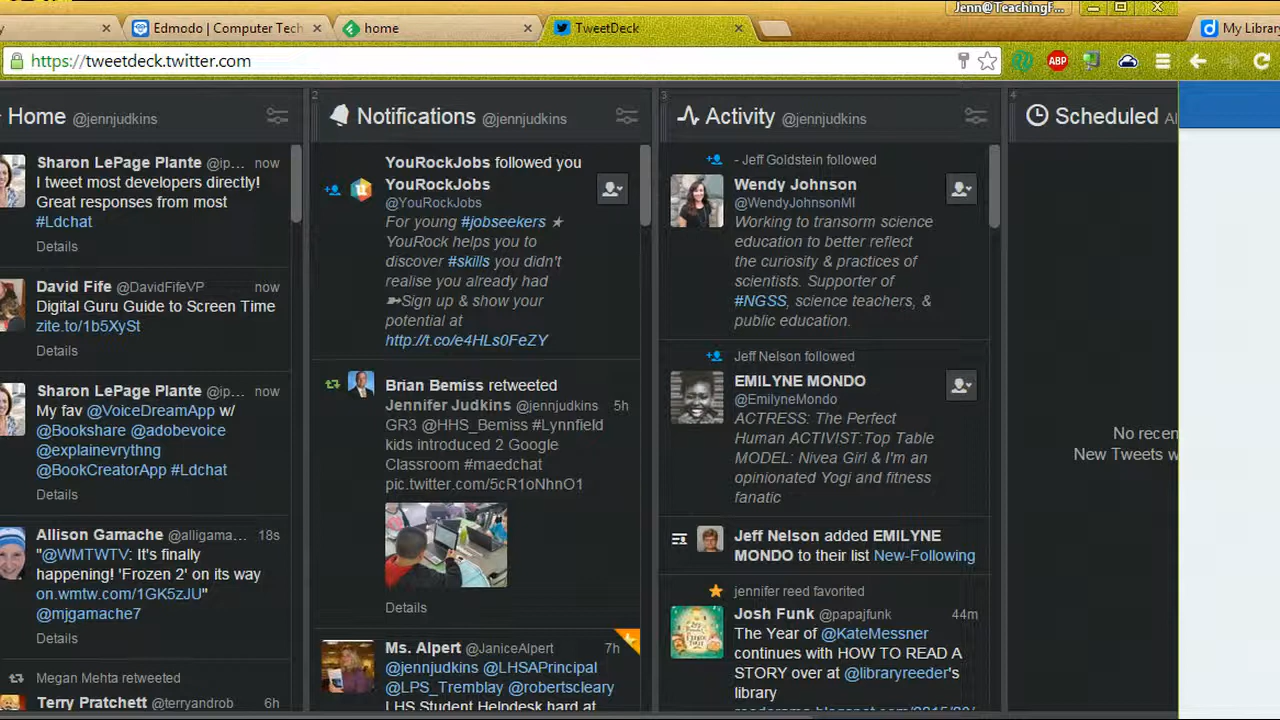 Jenn@TeachingF...
y
Edmodo | Computer Tech
home
TweetDeck
My Library
https://tweetdeck.twitter.com
ABP
Home @jennjudkins
Sharon LePage Plante @ip... now
I tweet most developers directly!
Great responses from most
#Ldchat
Details
David Fife @DavidFifeVP now
Digital Guru Guide to Screen Time
zite.to/1b5XySt
Details
Sharon LePage Plante @ip... now
My fav @VoiceDreamApp w/
@Bookshare @adobevoice
@explainevrythng
@BookCreatorApp #Ldchat
Details
Allison Gamache @alligama... 18s
"@WMTWTV: It's finally
happening! 'Frozen 2' on its way
on.wmtw.com/1GK5zJU"
@mjgamache7
Details
Megan Mehta retweeted
Terry Pratchett @terryandrob 6h
2
Notifications @jennjudkins
YouRockJobs followed you
YouRockJobs
@YouRockJobs
For young #jobseekers ★
YouRock helps you to
discover #skills you didn't
realise you already had
➽Sign up & show your
potential at
http://t.co/e4HLs0FeZY
Brian Bemiss retweeted
Jennifer Judkins @jennjudkins 5h
GR3 @HHS_Bemiss #Lynnfield
kids introduced 2 Google
Classroom #maedchat
pic.twitter.com/5cR1oNhnO1
Details
Ms. Alpert @JaniceAlpert 7h
@jennjudkins @LHSAPrincipal
@LPS_Tremblay @robertscleary
LHS Student Helpdesk hard at
3
Activity @jennjudkins
- Jeff Goldstein followed
Wendy Johnson
@WendyJohnsonMI
Working to transorm science
education to better reflect
the curiosity & practices of
scientists. Supporter of
#NGSS, science teachers, &
public education.
Jeff Nelson followed
EMILYNE MONDO
@EmilyneMondo
ACTRESS: The Perfect
Human ACTIVIST:Top Table
MODEL: Nivea Girl & I'm an
opinionated Yogi and fitness
fanatic
Jeff Nelson added EMILYNE
MONDO to their list New-Following
jennifer reed favorited
Josh Funk @papajfunk 44m
The Year of @KateMessner
continues with HOW TO READ A
STORY over at @libraryreeder's
library
4
Scheduled Al
No recen
New Tweets w